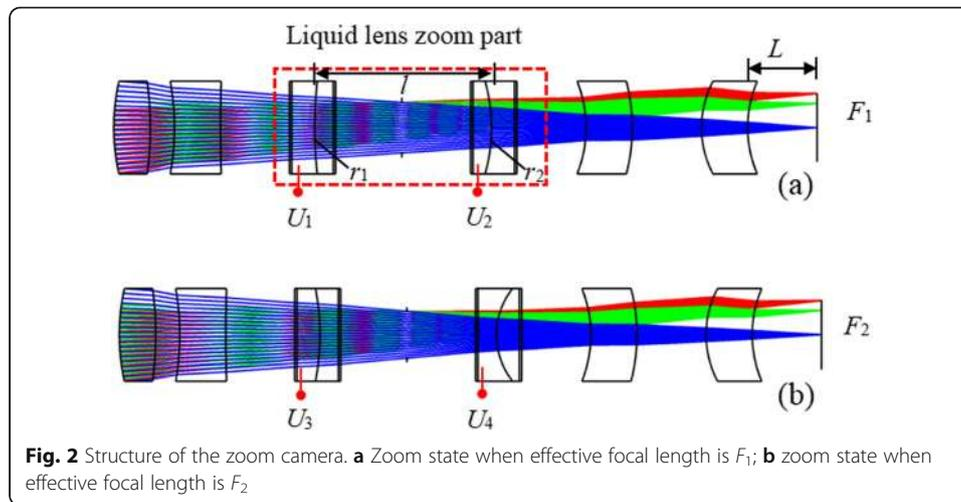 Liquid lens zoom part
L
l
F1
r1
r2
(a)
U1
U2
F2
(b)
U3
U4
Fig. 2 Structure of the zoom camera. a Zoom state when effective focal length is F1; b zoom state when
effective focal length is F2